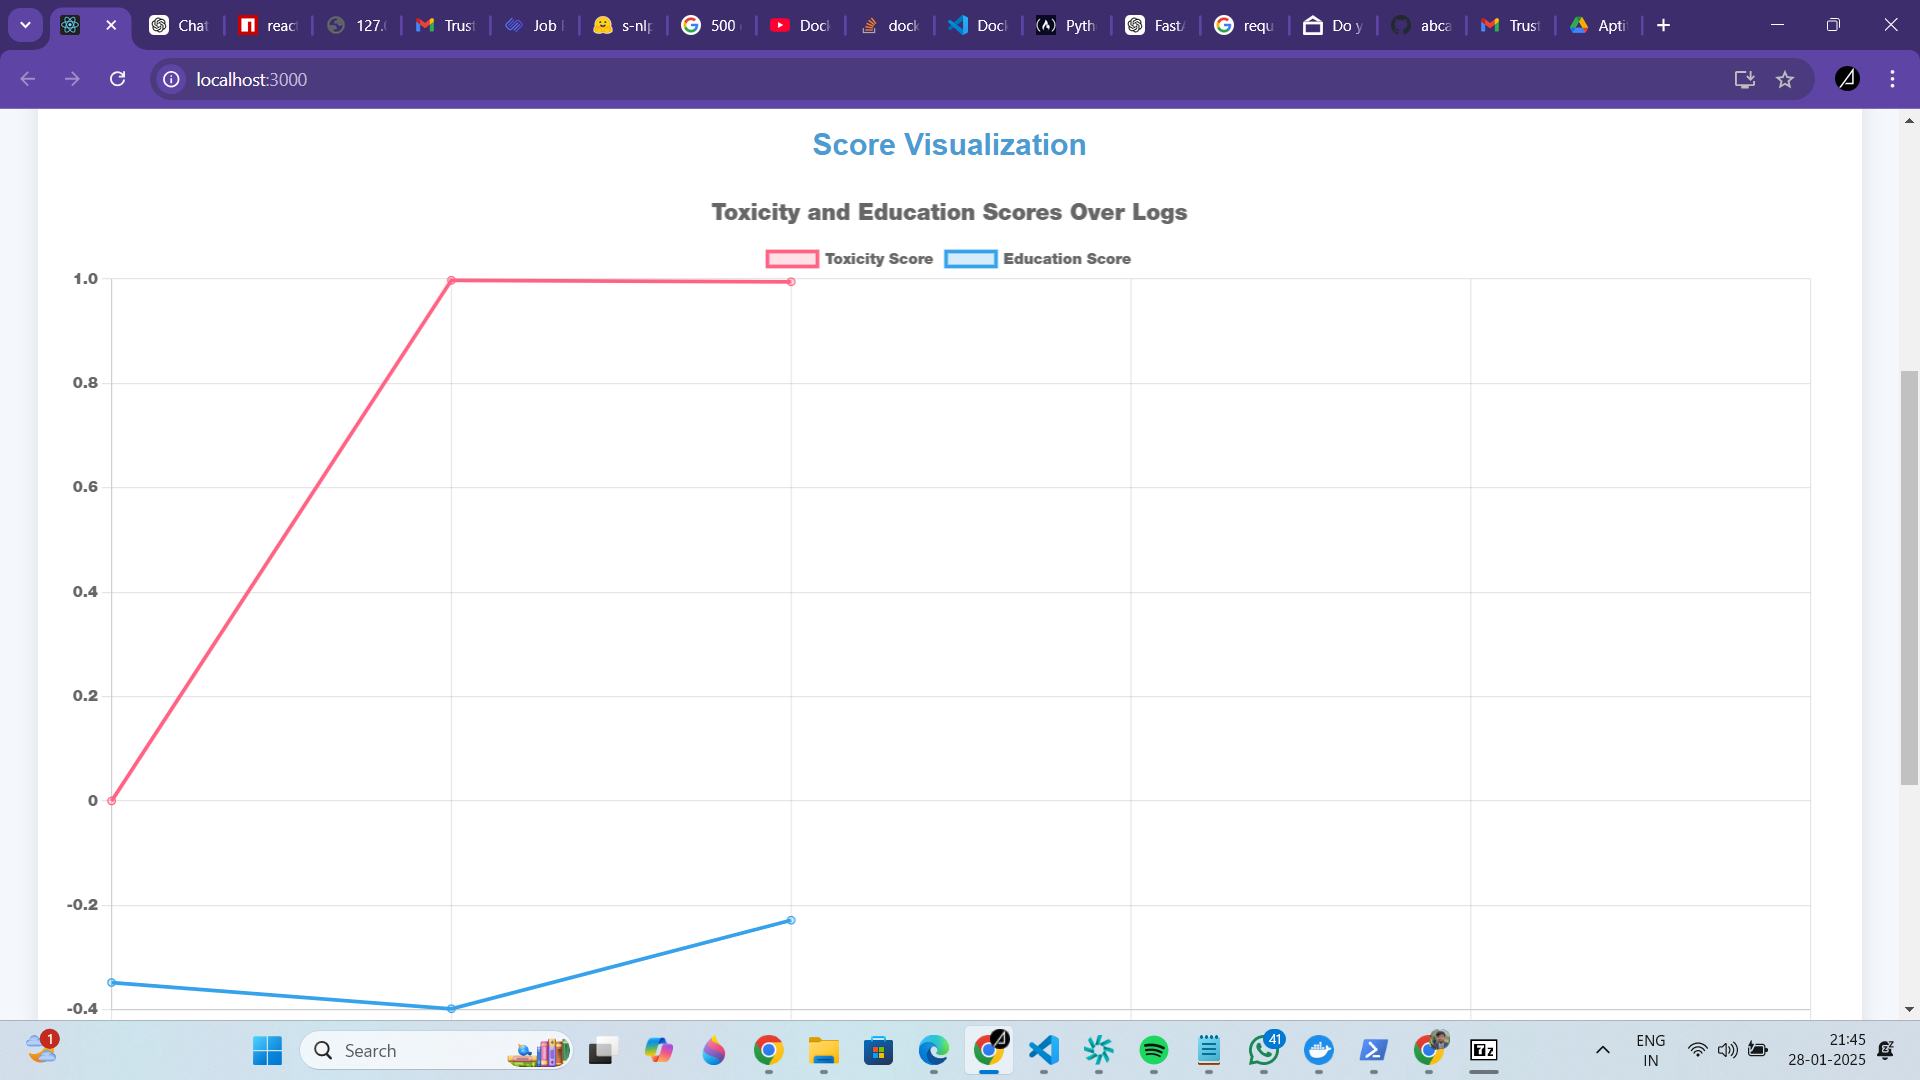 Chat
reac
127.
Trust
Job
s-nlp
500
Dock
dock
Dock
Pyth
Fast
requ
Do y
abca
Trust
Apti
localhost:3000
Score Visualization
Toxicity and Education Scores Over Logs
Toxicity Score
Education Score
1.0
0.8
0.6
0.4
0.2
0
-0.2
-0.4
1
Search
41
Tz
ENG
IN
21:45
28-01-2025